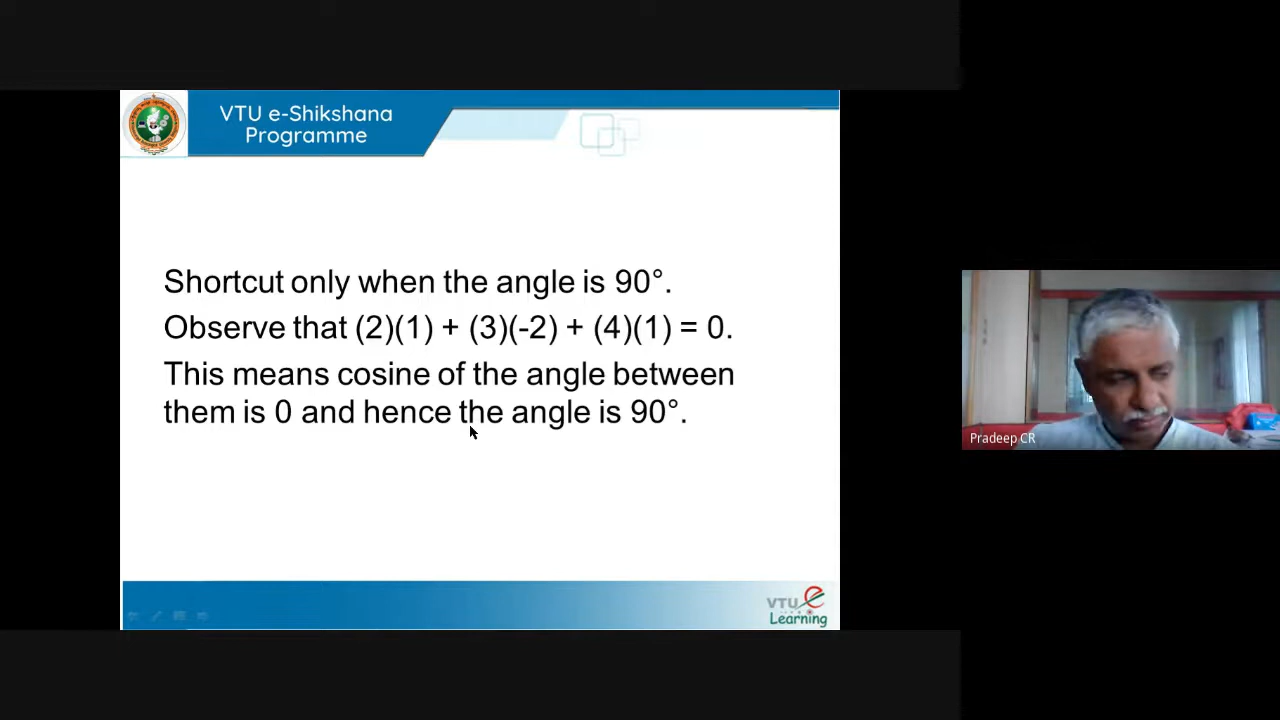 VTU e-Shikshana
Programme
Shortcut only when the angle is 90°.
Observe that (2)(1) + (3)(-2) + (4)(1) = 0.
This means cosine of the angle between
them is 0 and hence the angle is 90°.
Pradeep CR
VTU e
Learning